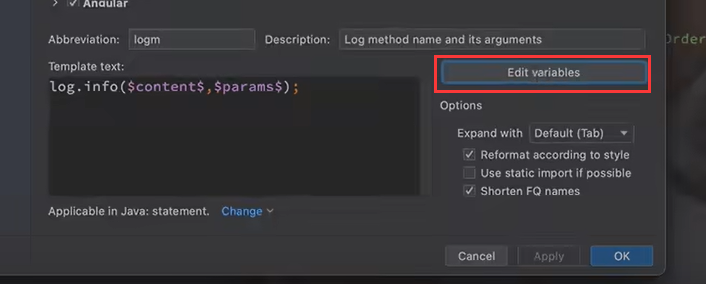 Angular
Abbreviation: logm Description: Log method name and its arguments
Template text:
log.info($content$,$params$);
Edit variables
Options
Expand with Default (Tab)
Reformat according to style
Use static import if possible
Shorten FQ names
Applicable in Java: statement. Change
Cancel Apply OK
Order